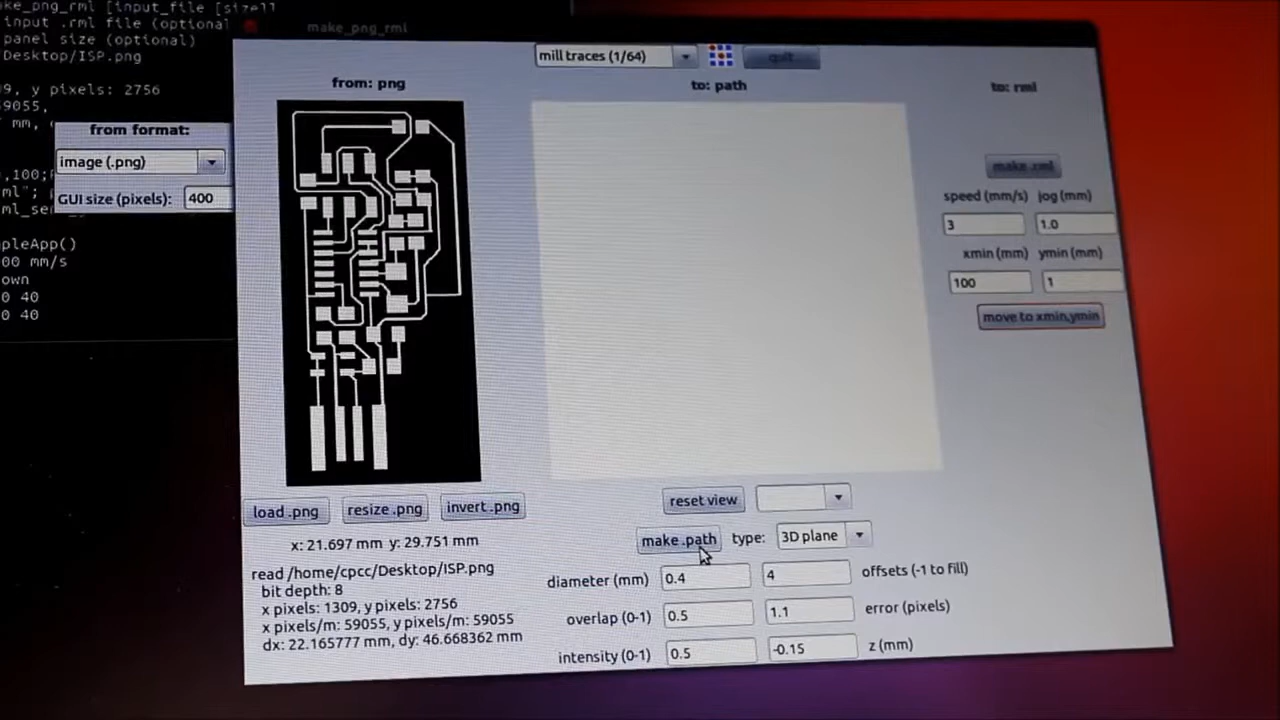 ke_png_rml [input_file [size]]
input .rml file (optional
panel size (optional)
Desktop/ISP.png
09, y pixels: 2756
59055,
mm,
,100;
ml";
ml_se
pleApp()
00 mm/s
own
0 40
0 40
from format:
image (.png)
GUI size (pixels): 400
make_png_rml
mill traces (1/64)
quit
from: png
to: path
to: rml
make .rml
speed (mm/s) jog (mm)
3 1.0
xmin (mm) ymin (mm)
100 1
move to xmin,ymin
load .png resize .png invert .png
x: 21.697 mm y: 29.751 mm
read /home/cpcc/Desktop/ISP.png
bit depth: 8
x pixels: 1309, y pixels: 2756
x pixels/m: 59055, y pixels/m: 59055
dx: 22.165777 mm, dy: 46.668362 mm
reset view
make .path type: 3D plane
diameter (mm) 0.4 4 offsets (-1 to fill)
overlap (0-1) 0.5 1.1 error (pixels)
intensity (0-1) 0.5 -0.15 z (mm)